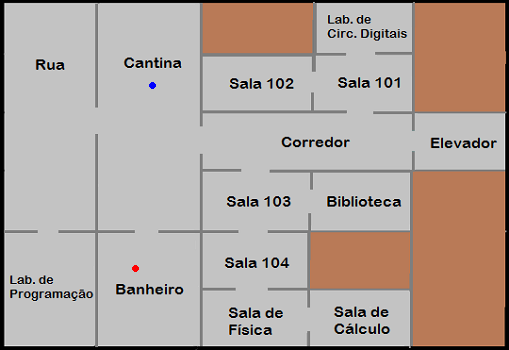 Lab. de
Circ. Digitais
Rua
Cantina
Sala 102
Sala 101
Corredor
Elevador
Sala 103
Biblioteca
Sala 104
Lab. de
Programação
Banheiro
Sala de
Física
Sala de
Cálculo